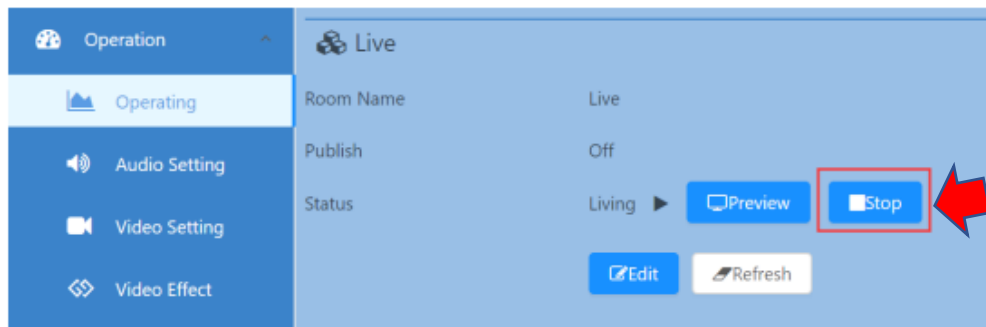 Operation
Live
Operating
Room Name Live
Publish Off
Audio Setting
Status Living Preview Stop
Video Setting
Edit Refresh
Video Effect